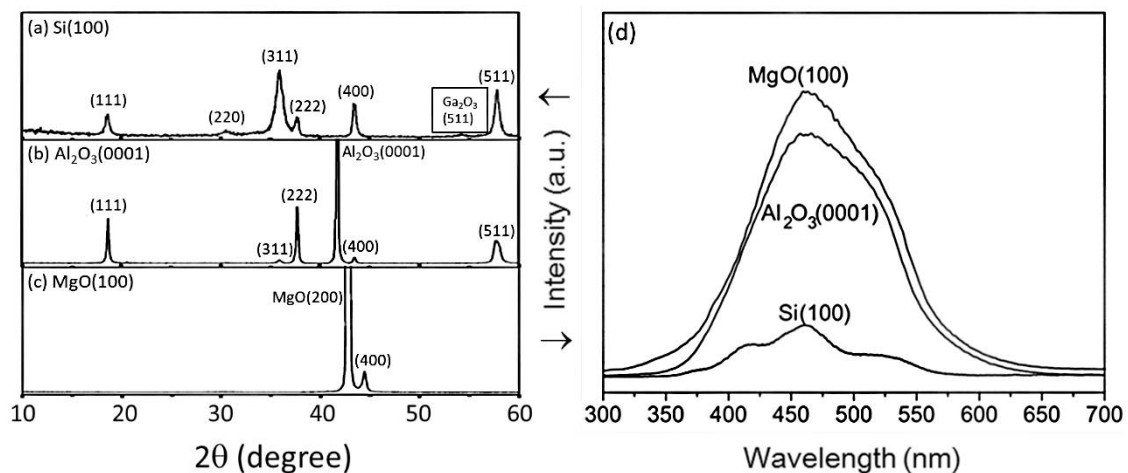 (a) Si(100)
(111)
(220)
(311)
(222)
(400)
Ga₂O₃
(511)
(511)
(b) Al₂O₃(0001)
(111)
(311)
(222)
Al₂O₃(0001)
(400)
(511)
(c) MgO(100)
MgO(200)
(400)
10 20 30 40 50 60
2θ (degree)
← Intensity (a.u.) →
(d)
MgO(100)
Al₂O₃(0001)
Si(100)
300 350 400 450 500 550 600 650 700
Wavelength (nm)